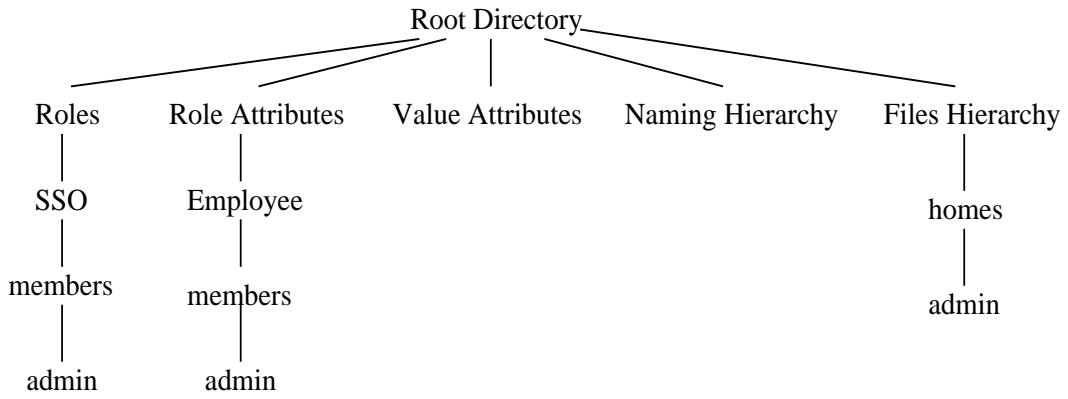 Root Directory
Roles Role Attributes Value Attributes Naming Hierarchy Files Hierarchy
SSO Employee homes
members members admin
admin admin